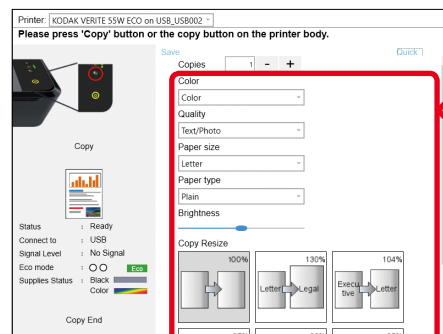 Printer: KODAK VERITE 55W ECO on USB_USB002
Please press 'Copy' button or the copy button on the printer body.
Save
Quick
Copies 1 - +
Color
Color
Quality
Text/Photo
Copy
Paper size
Letter
Paper type
Plain
Brightness
Status : Ready
Connect to : USB
Signal Level : No Signal
Eco mode : Eco
Supplies Status : Black
Color
Copy End
Copy Resize
100%
130%
Letter Legal
104%
Execu
tive Letter